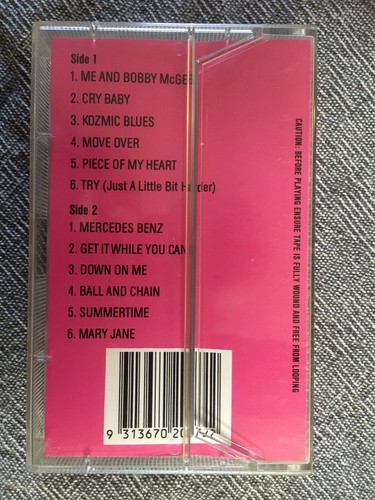 Side 1
1. ME AND BOBBY McGEE
2. CRY BABY
3. KOZMIC BLUES
4. MOVE OVER
5. PIECE OF MY HEART
6. TRY (Just A Little Bit Harder)
Side 2
1. MERCEDES BENZ
2. GET IT WHILE YOU CAN
3. DOWN ON ME
4. BALL AND CHAIN
5. SUMMERTIME
6. MARY JANE
CAUTION: BEFORE PLAYING ENSURE TAPE IS FULLY WOUND AND FREE FROM LOOPING
9 313670